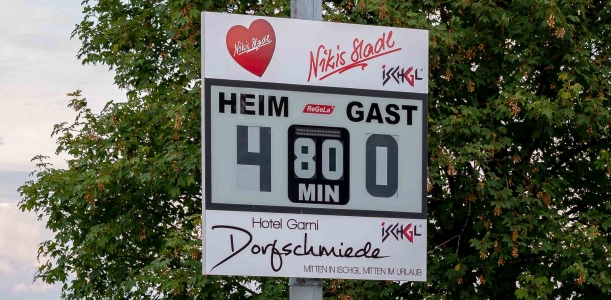 Nikis Stadl
Nikis Stadl
iSCHGL
HEIM ReGeLa GAST
4 80 0
MIN
Hotel Garni
iSCHGL
Dorfschmiede
MITTEN IN ISCHGL MITTEN IM URLAUB